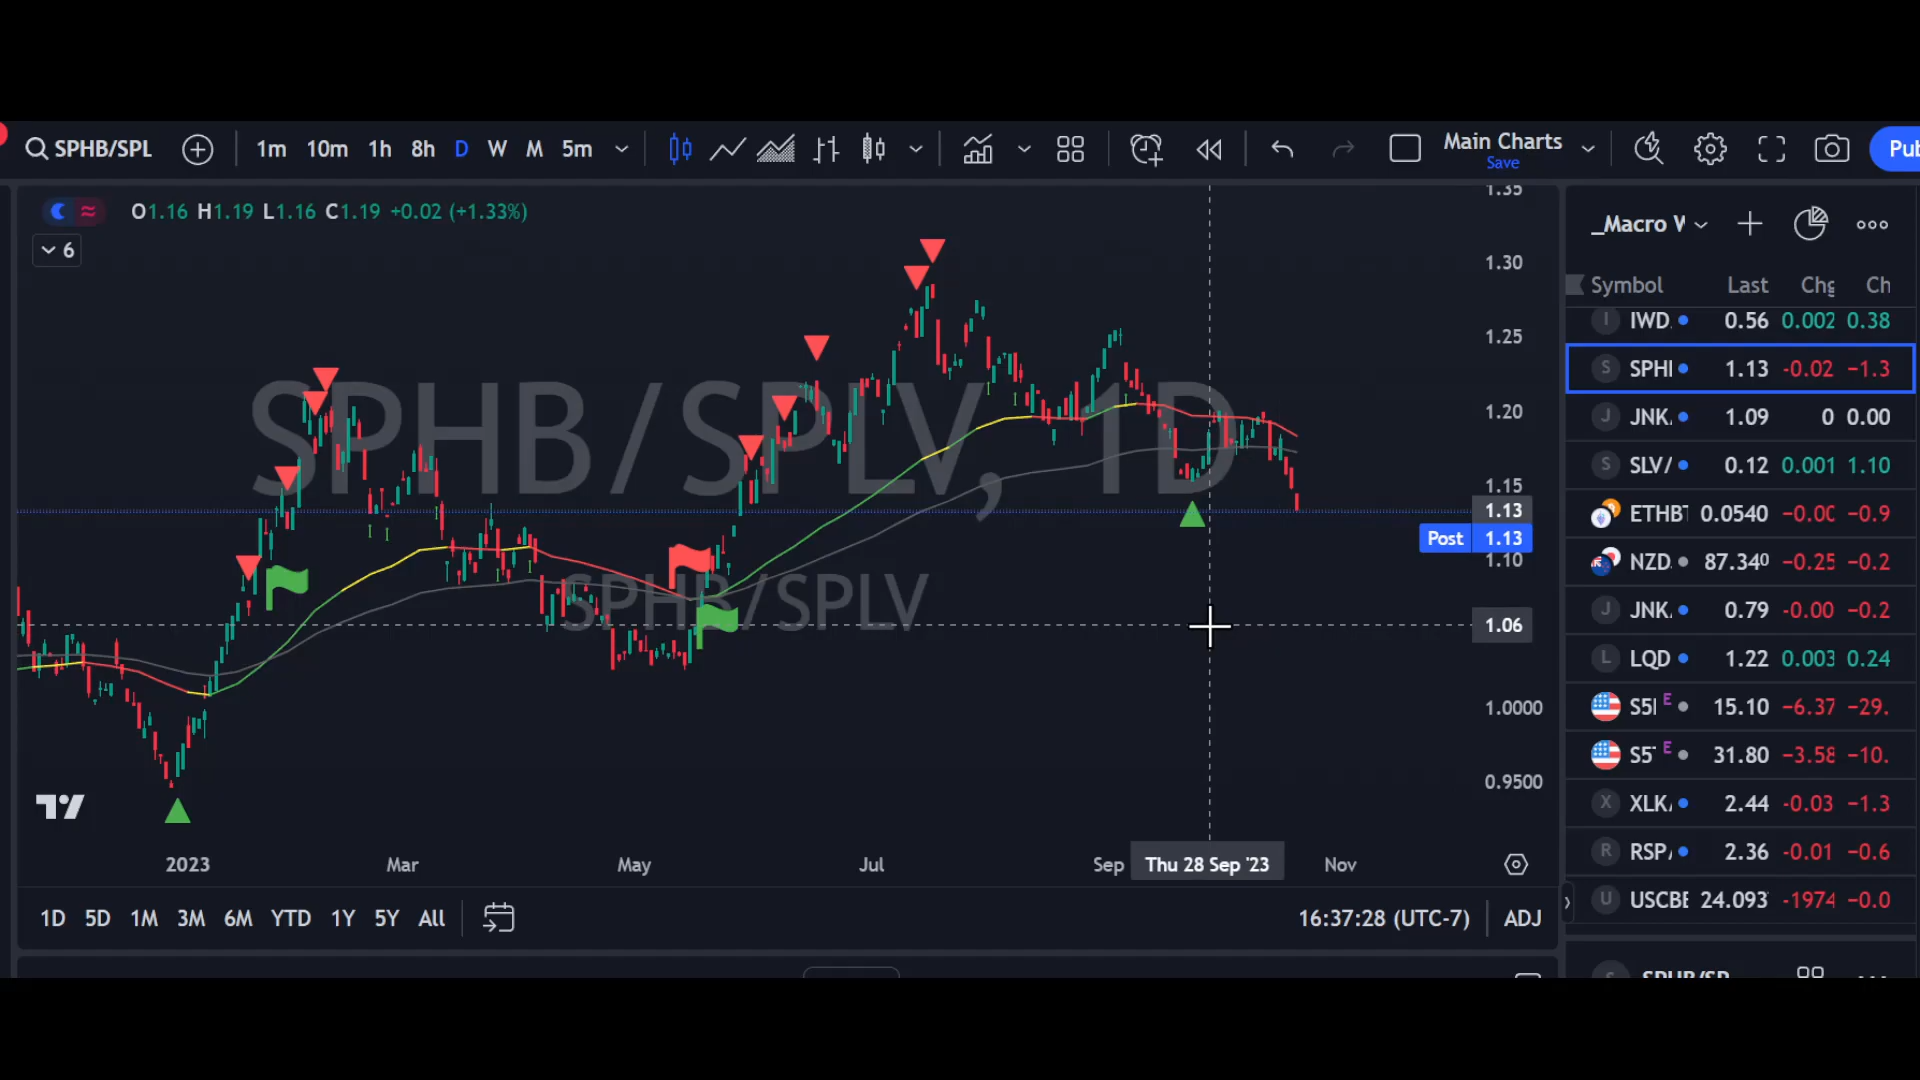 SPHB/SPL 1m 10m 1h 8h D W M 5m Main Charts Save Pub
O1.16 H1.19 L1.16 C1.19 +0.02 (+1.33%)
6
SPHB/SPLV, 1D
SPHB/SPLV
1.35
1.30
1.25
1.20
1.15
1.13
Post 1.13
1.10
1.06
1.0000
0.9500
2023 Mar May Jul Sep Thu 28 Sep '23 Nov
1D 5D 1M 3M 6M YTD 1Y 5Y All 16:37:28 (UTC-7) ADJ
_Macro W
Symbol Last Chg Ch
I IWD. 0.56 0.002 0.38
S SPHI 1.13 -0.02 −1.3
J JNK. 1.09 0 0.00
S SLV/ 0.12 0.001 1.10
ETHBT 0.0540 -0.00 −0.9
NZD. 87.340 -0.25 −0.2
J JNK. 0.79 -0.00 −0.2
L LQD 1.22 0.003 0.24
S5I E 15.10 −6.37 −29.
S5T E 31.80 −3.58 −10.
X XLK/ 2.44 -0.03 −1.3
R RSP/ 2.36 -0.01 −0.6
U USCBE 24.093 -1974 −0.0
SPHB/SP